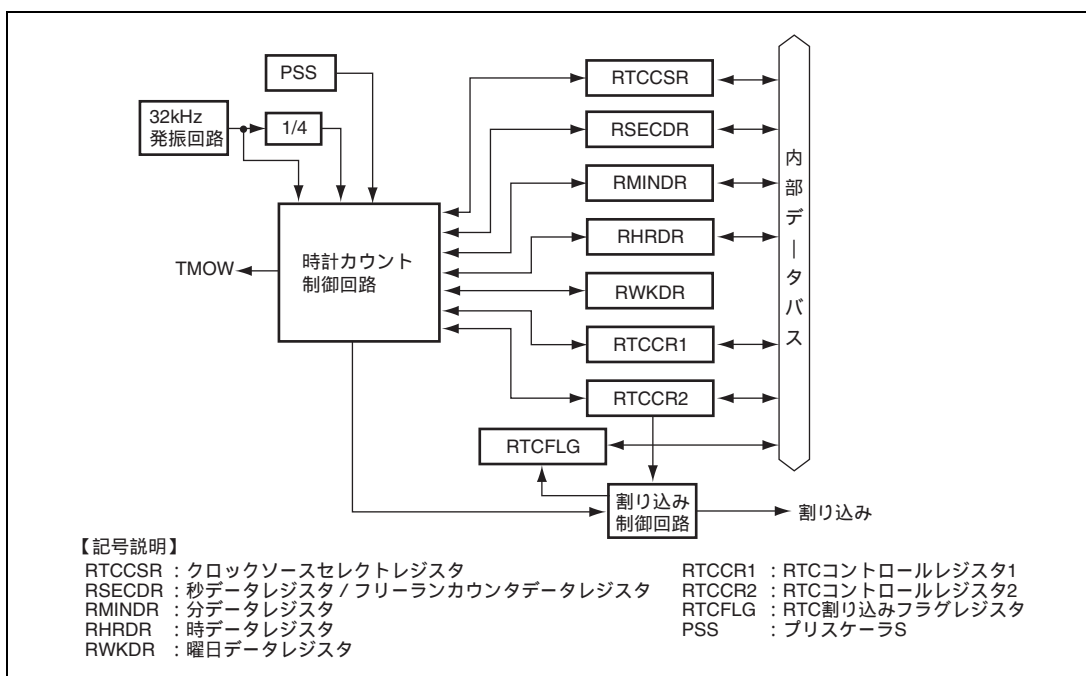 PSS
32kHz
発振回路
1/4
時計カウント
制御回路
TMOW
RTCCSR
RSECDR
RMINDR
RHRDR
RWKDR
RTCCR1
RTCCR2
RTCFLG
割り込み
制御回路
割り込み
内部データバス
【記号説明】
RTCCSR : クロックソースセレクトレジスタ
RSECDR : 秒データレジスタ / フリーランカウンタデータレジスタ
RMINDR : 分データレジスタ
RHRDR : 時データレジスタ
RWKDR : 曜日データレジスタ
RTCCR1 : RTCコントロールレジスタ1
RTCCR2 : RTCコントロールレジスタ2
RTCFLG : RTC割り込みフラグレジスタ
PSS : プリスケーラS